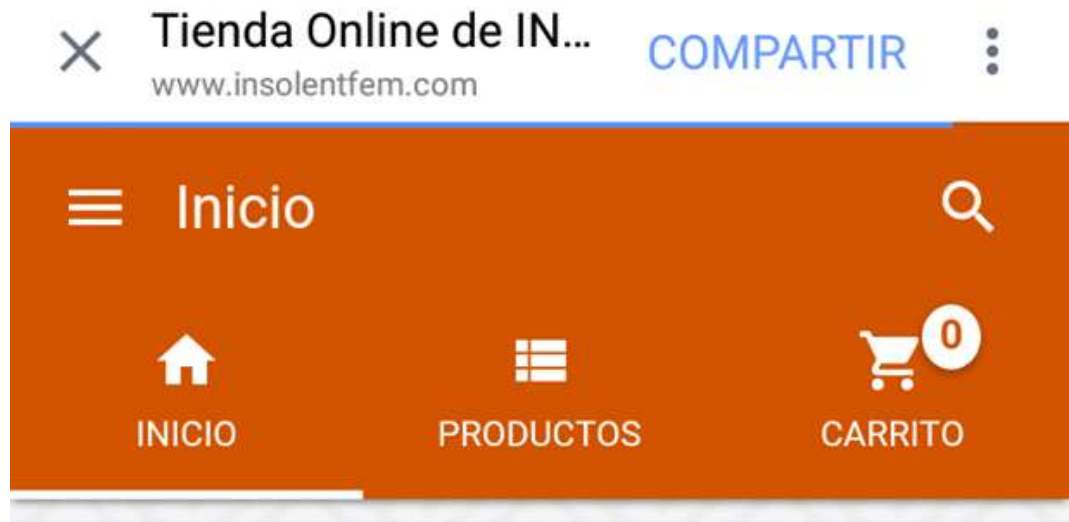 Tienda Online de IN...
COMPARTIR
www.insolentfem.com
Inicio
0
INICIO
PRODUCTOS
CARRITO